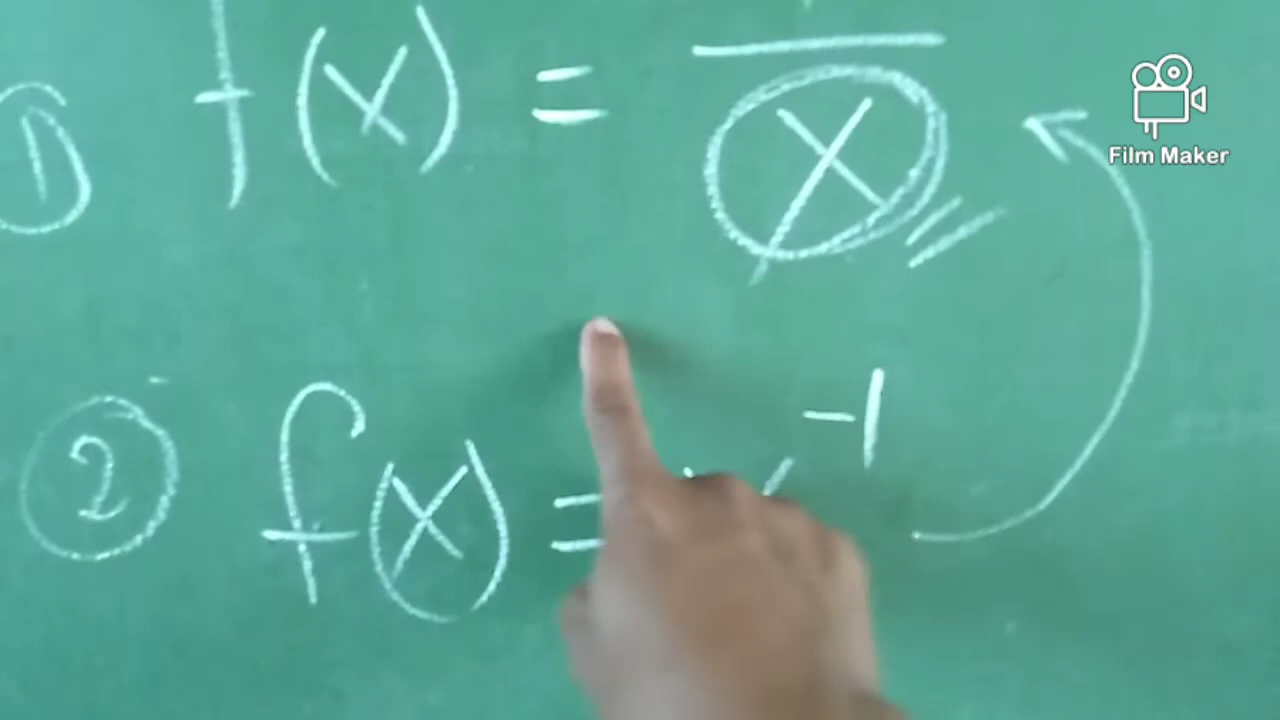 ① f(x) = ―
x
② f(x) = x -1
Film Maker